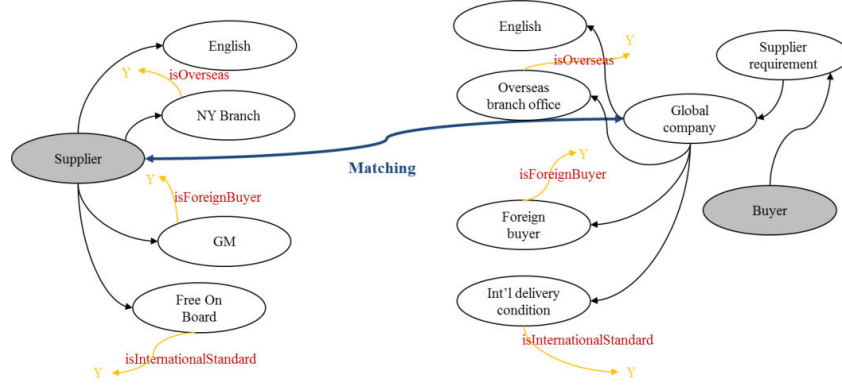 English
Y
isOverseas
NY Branch
Supplier
Y
isForeignBuyer
GM
Free On
Board
isInternationalStandard
Y
Matching
English
Y
isOverseas
Overseas
branch office
Y
isForeignBuyer
Foreign
buyer
Int’l delivery
condition
isInternationalStandard
Y
Supplier
requirement
Global
company
Buyer